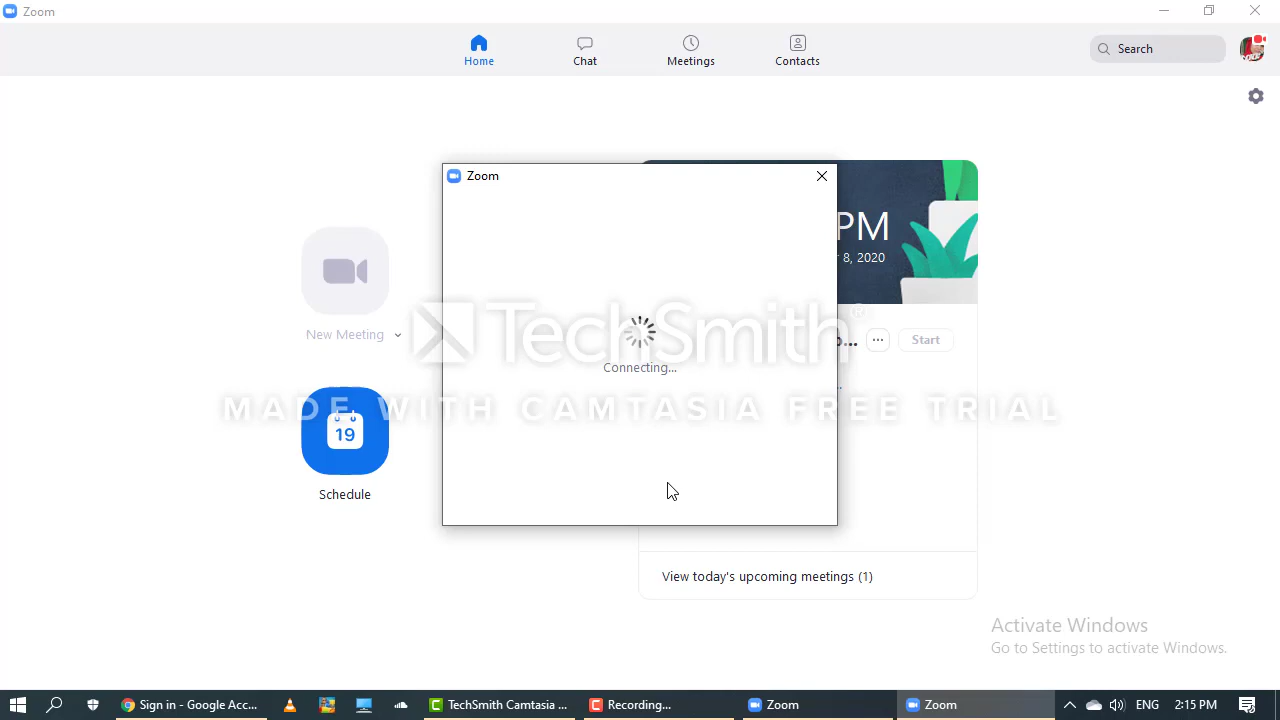 Zoom
Home
Chat
Meetings
Contacts
Search
Zoom
PM
8, 2020
New Meeting
TechSmith
Start
Connecting...
MADE WITH CAMTASIA FREE TRIAL
19
Schedule
View today's upcoming meetings (1)
Activate Windows
Go to Settings to activate Windows.
Sign in - Google Acc...
TechSmith Camtasia ...
Recording...
Zoom
Zoom
ENG
2:15 PM